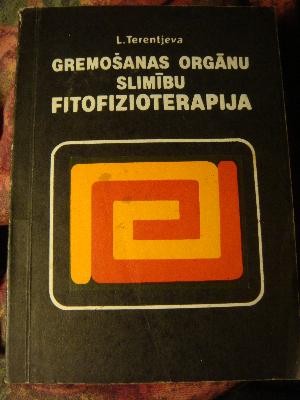 L.Terentjeva
GREMOŠANAS ORGĀNU
SLIMĪBU
FITOFIZIOTERAPIJA